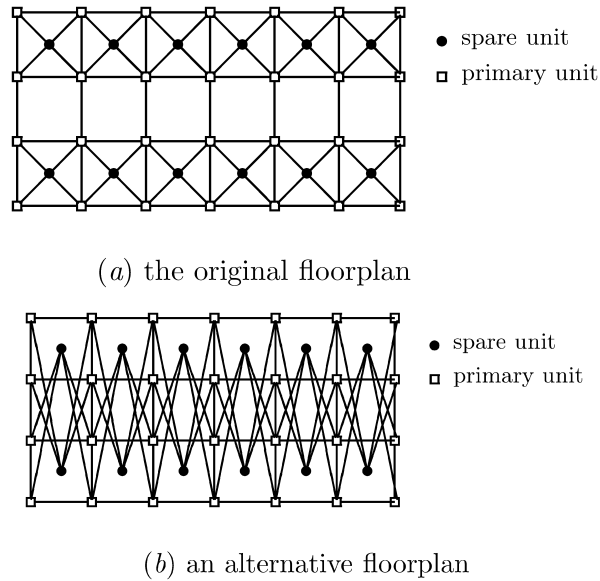 spare unit
primary unit
(a) the original floorplan
spare unit
primary unit
(b) an alternative floorplan